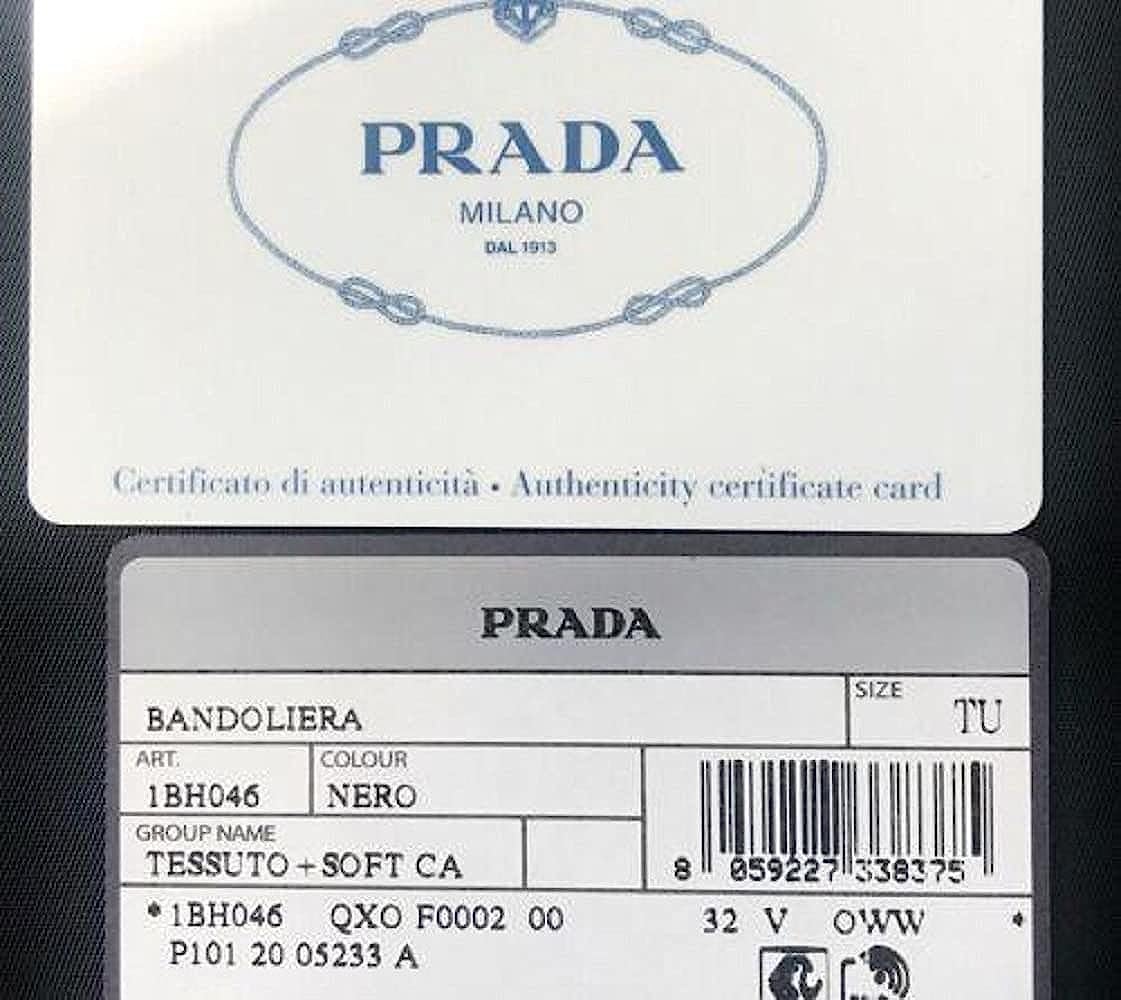 PRADA
MILANO
DAL 1913
Certificato di autenticità • Authenticity certificate card
PRADA
BANDOLIERA
SIZE
TU
ART.
1BH046
COLOUR
NERO
GROUP NAME
TESSUTO+SOFT CA
8 059227 338375
*1BH046 QXO F0002 00 32 V OWW *
P101 20 05233 A